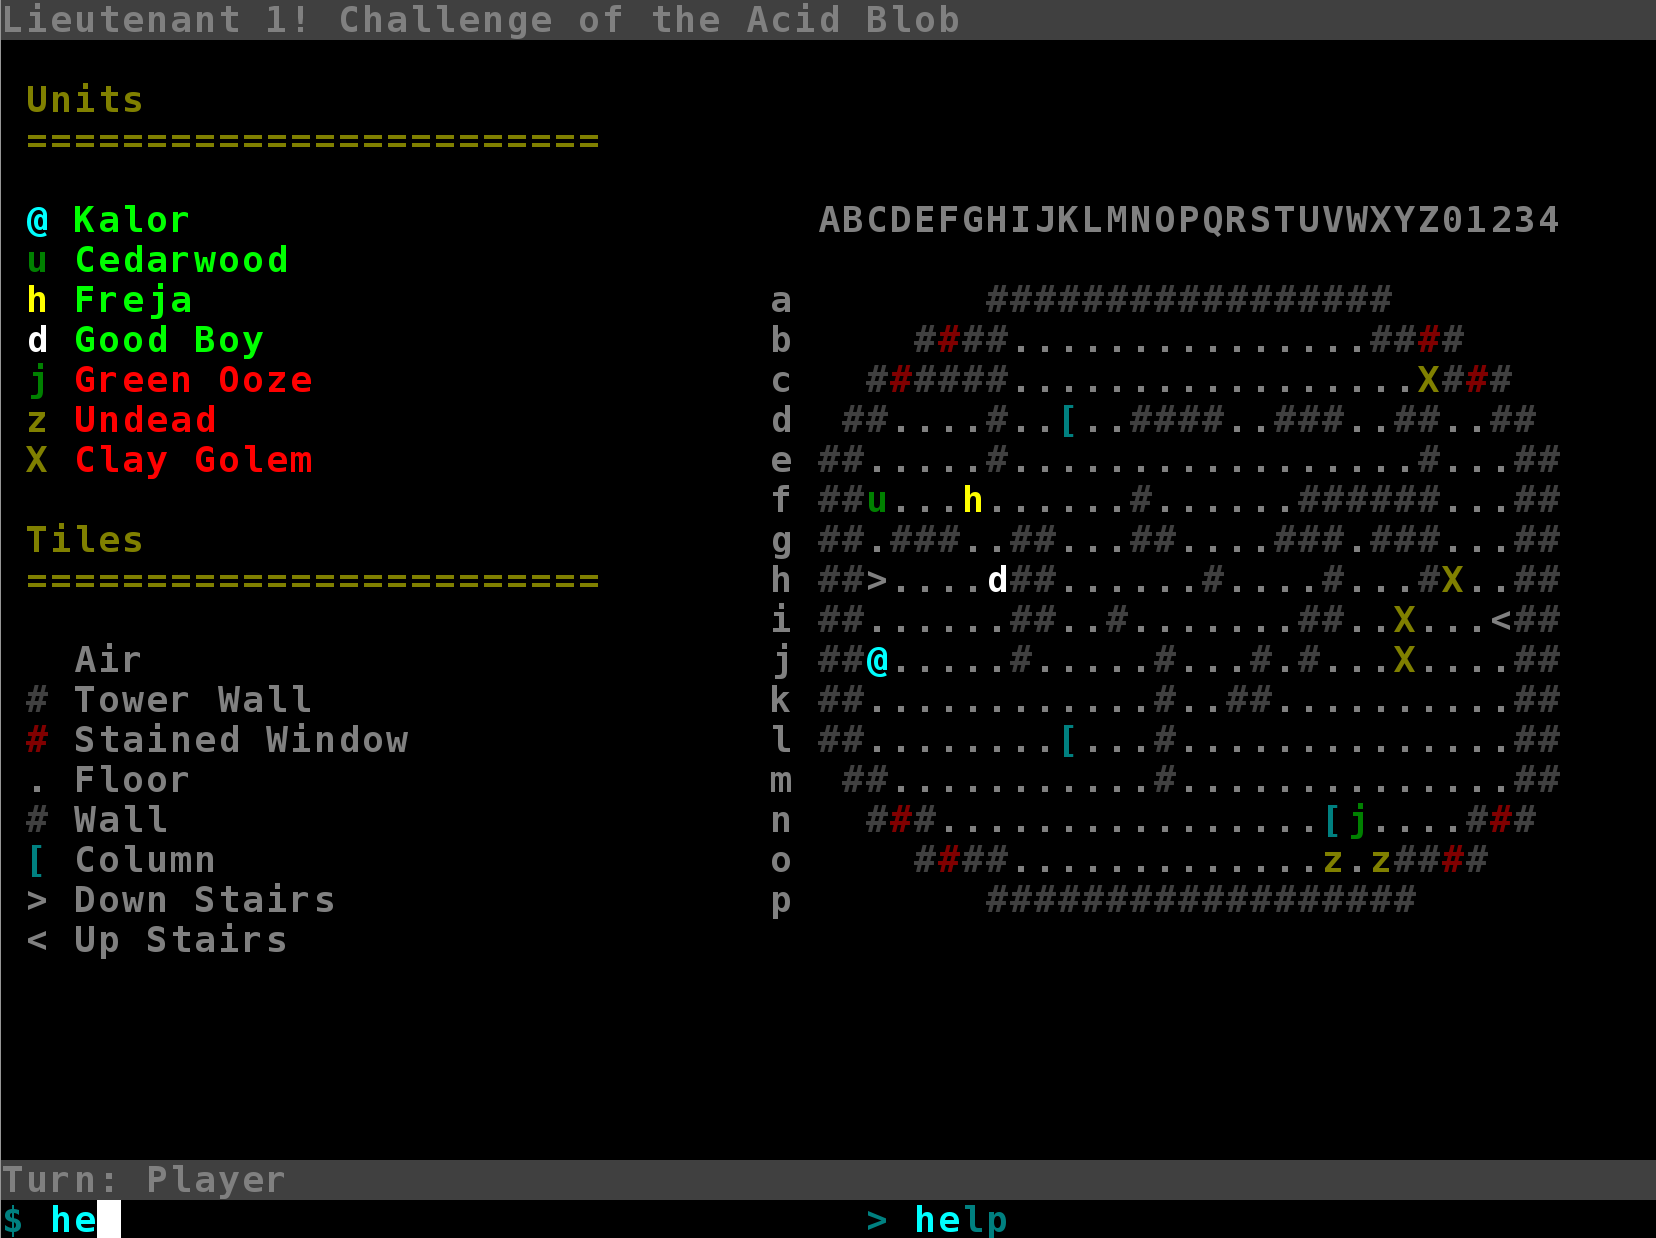 Lieutenant 1! Challenge of the Acid Blob
Units
========================
@ Kalor
u Cedarwood
h Freja
d Good Boy
j Green Ooze
z Undead
X Clay Golem
Tiles
========================
Air
# Tower Wall
# Stained Window
. Floor
# Wall
[ Column
> Down Stairs
< Up Stairs
ABCDEFGHIJKLMNOPQRSTUVWXYZ01234
a        #################
b     ####...............####
c   ######.................X###
d  ##....#..[..####..###..##..##
e ##.....#.................#...##
f ##u...h......#......######...##
g ##.###..##...##....###.###...##
h ##>....d##......#....#...#X..##
i ##......##..#.......##..X...<##
j ##@.....#.....#...#.#...X....##
k ##............#..##..........##
l ##........[...#..............##
m  ##...........#..............##
n   ###................[j....###
o     ####.............z.z####
p        ##################
Turn: Player
$ he
> help